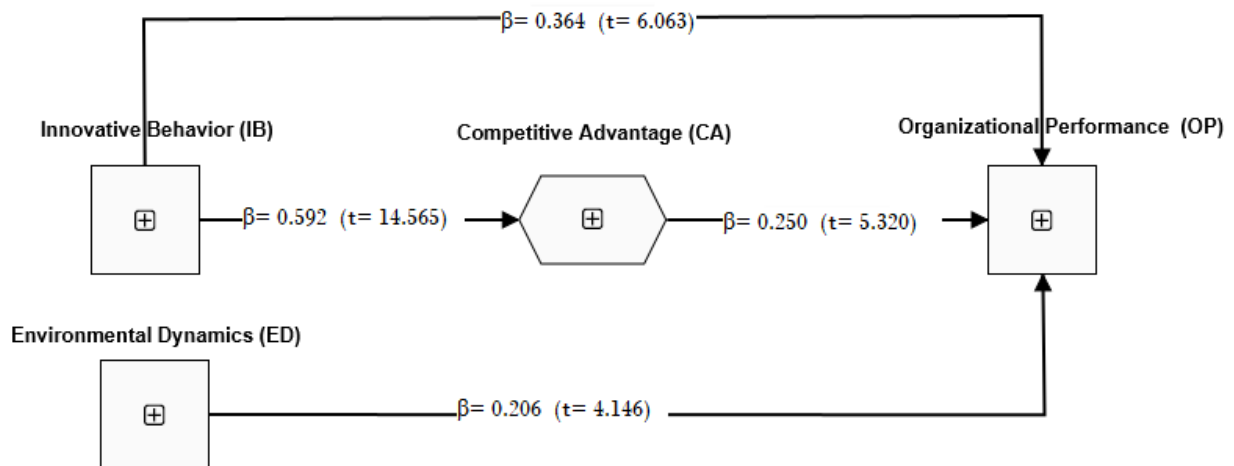 β= 0.364 (t= 6.063)
Innovative Behavior (IB)
Competitive Advantage (CA)
Organizational Performance (OP)
β= 0.592 (t= 14.565)
β= 0.250 (t= 5.320)
Environmental Dynamics (ED)
β= 0.206 (t= 4.146)